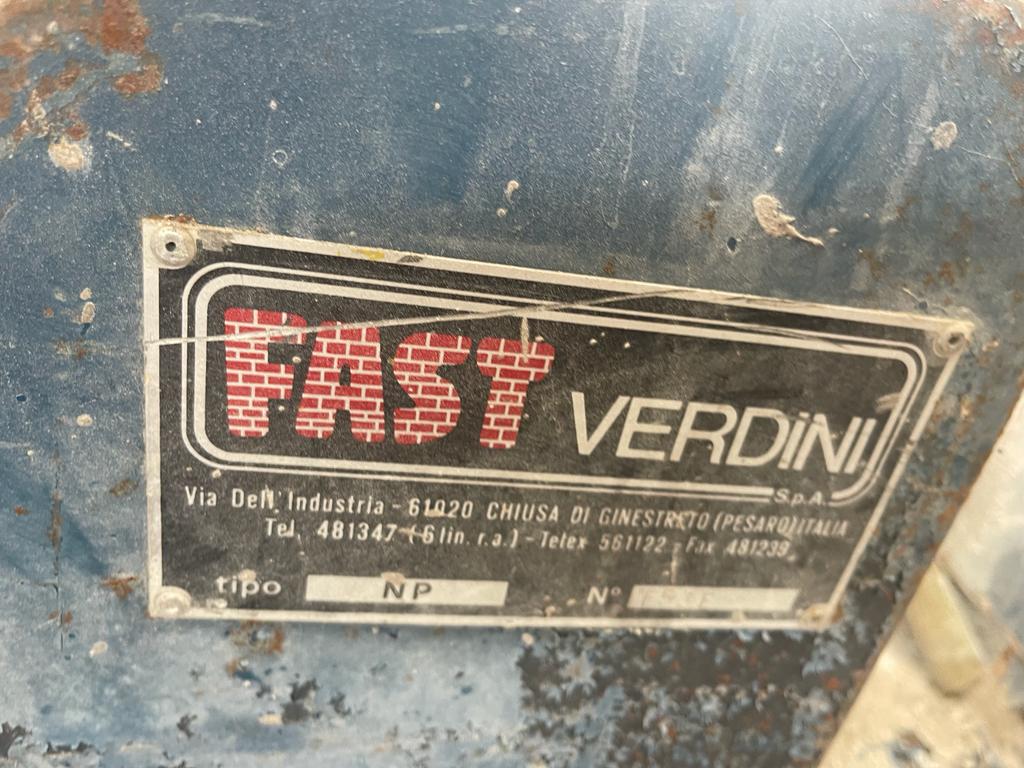 FAST VERDiNI
S.p.A.
Via Dell' Industria - 61020 CHIUSA DI GINESTRETO (PESARO) ITALIA
Tel. 481347 (6 lin. r.a.) - Telex 561122 - Fax 481239
tipo NP N°